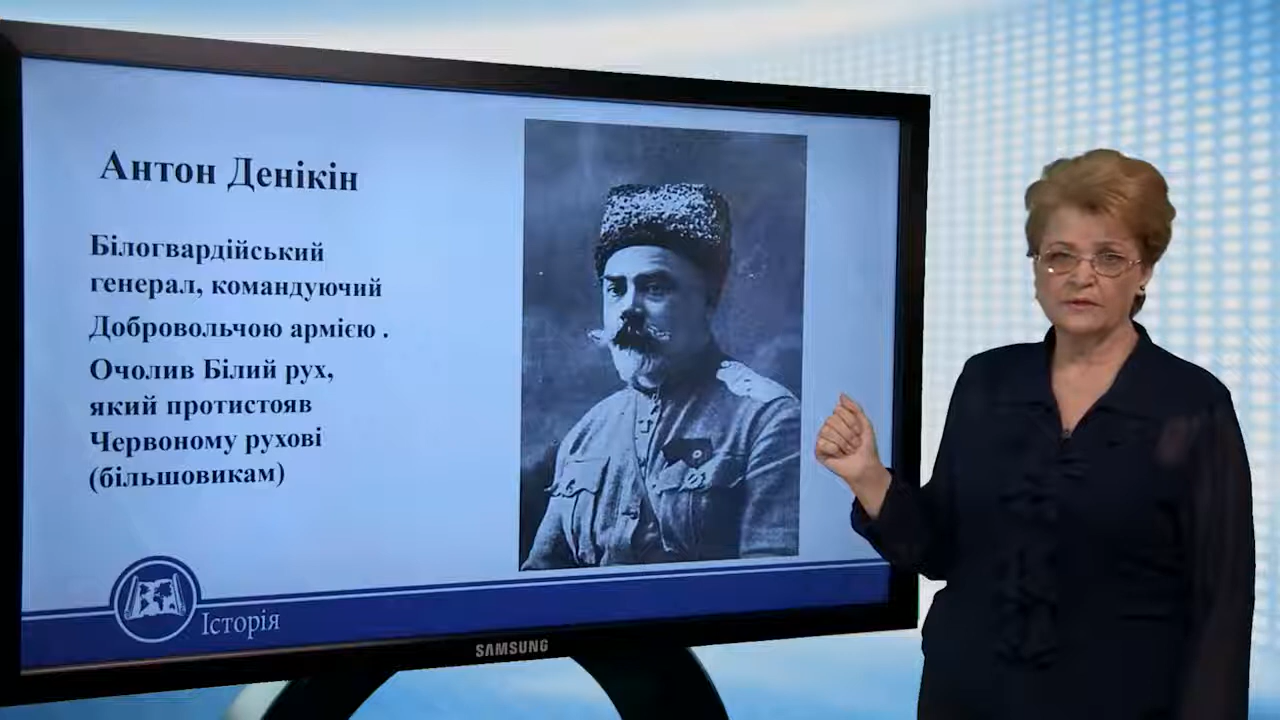 Антон Денікін
Білогвардійський
генерал, командуючий
Добровольчою армією .
Очолив Білий рух,
який протистояв
Червоному рухові
(більшовикам)
Історія
SAMSUNG